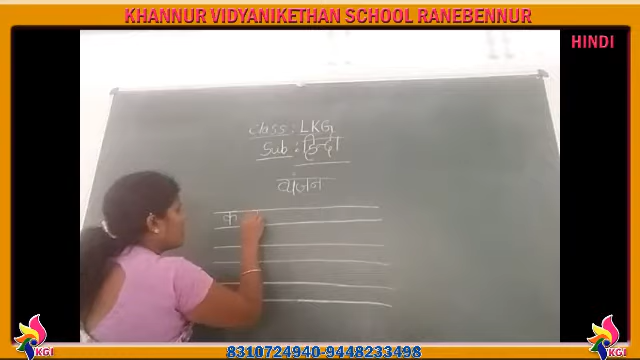 KHANNUR VIDYANIKETHAN SCHOOL RANEBENNUR
HINDI
Class: LKG
Sub: हिन्दी
वांजन
क
KGI
8310724940-9448233498
KGI